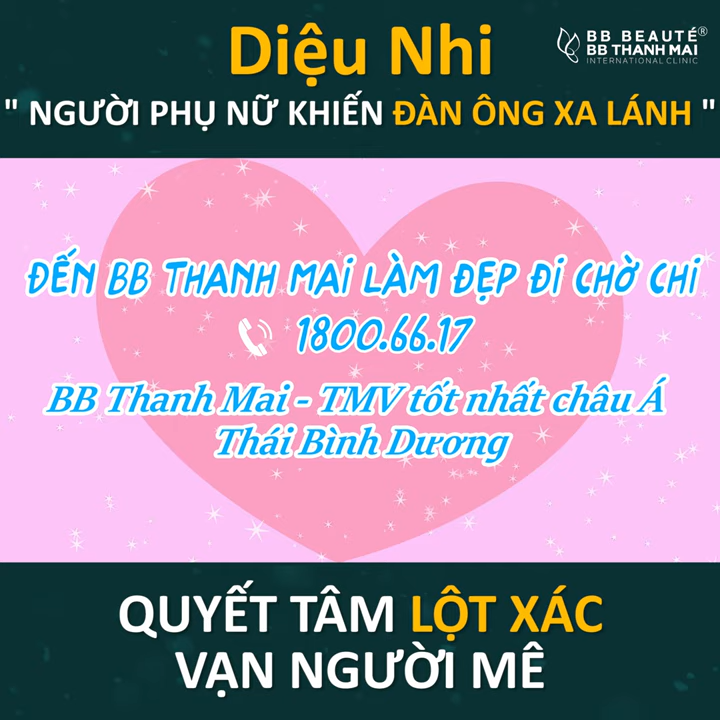 Diệu Nhi
BB BEAUTÉ®
BB THANH MAI
INTERNATIONAL CLINIC
" NGƯỜI PHỤ NỮ KHIẾN ĐÀN ÔNG XA LÁNH "
ĐẾN BB THANH MAI LÀM ĐẸP ĐI CHỜ CHI
1800.66.17
BB Thanh Mai - TMV tốt nhất châu Á
Thái Bình Dương
QUYẾT TÂM LỘT XÁC
VẠN NGƯỜI MÊ